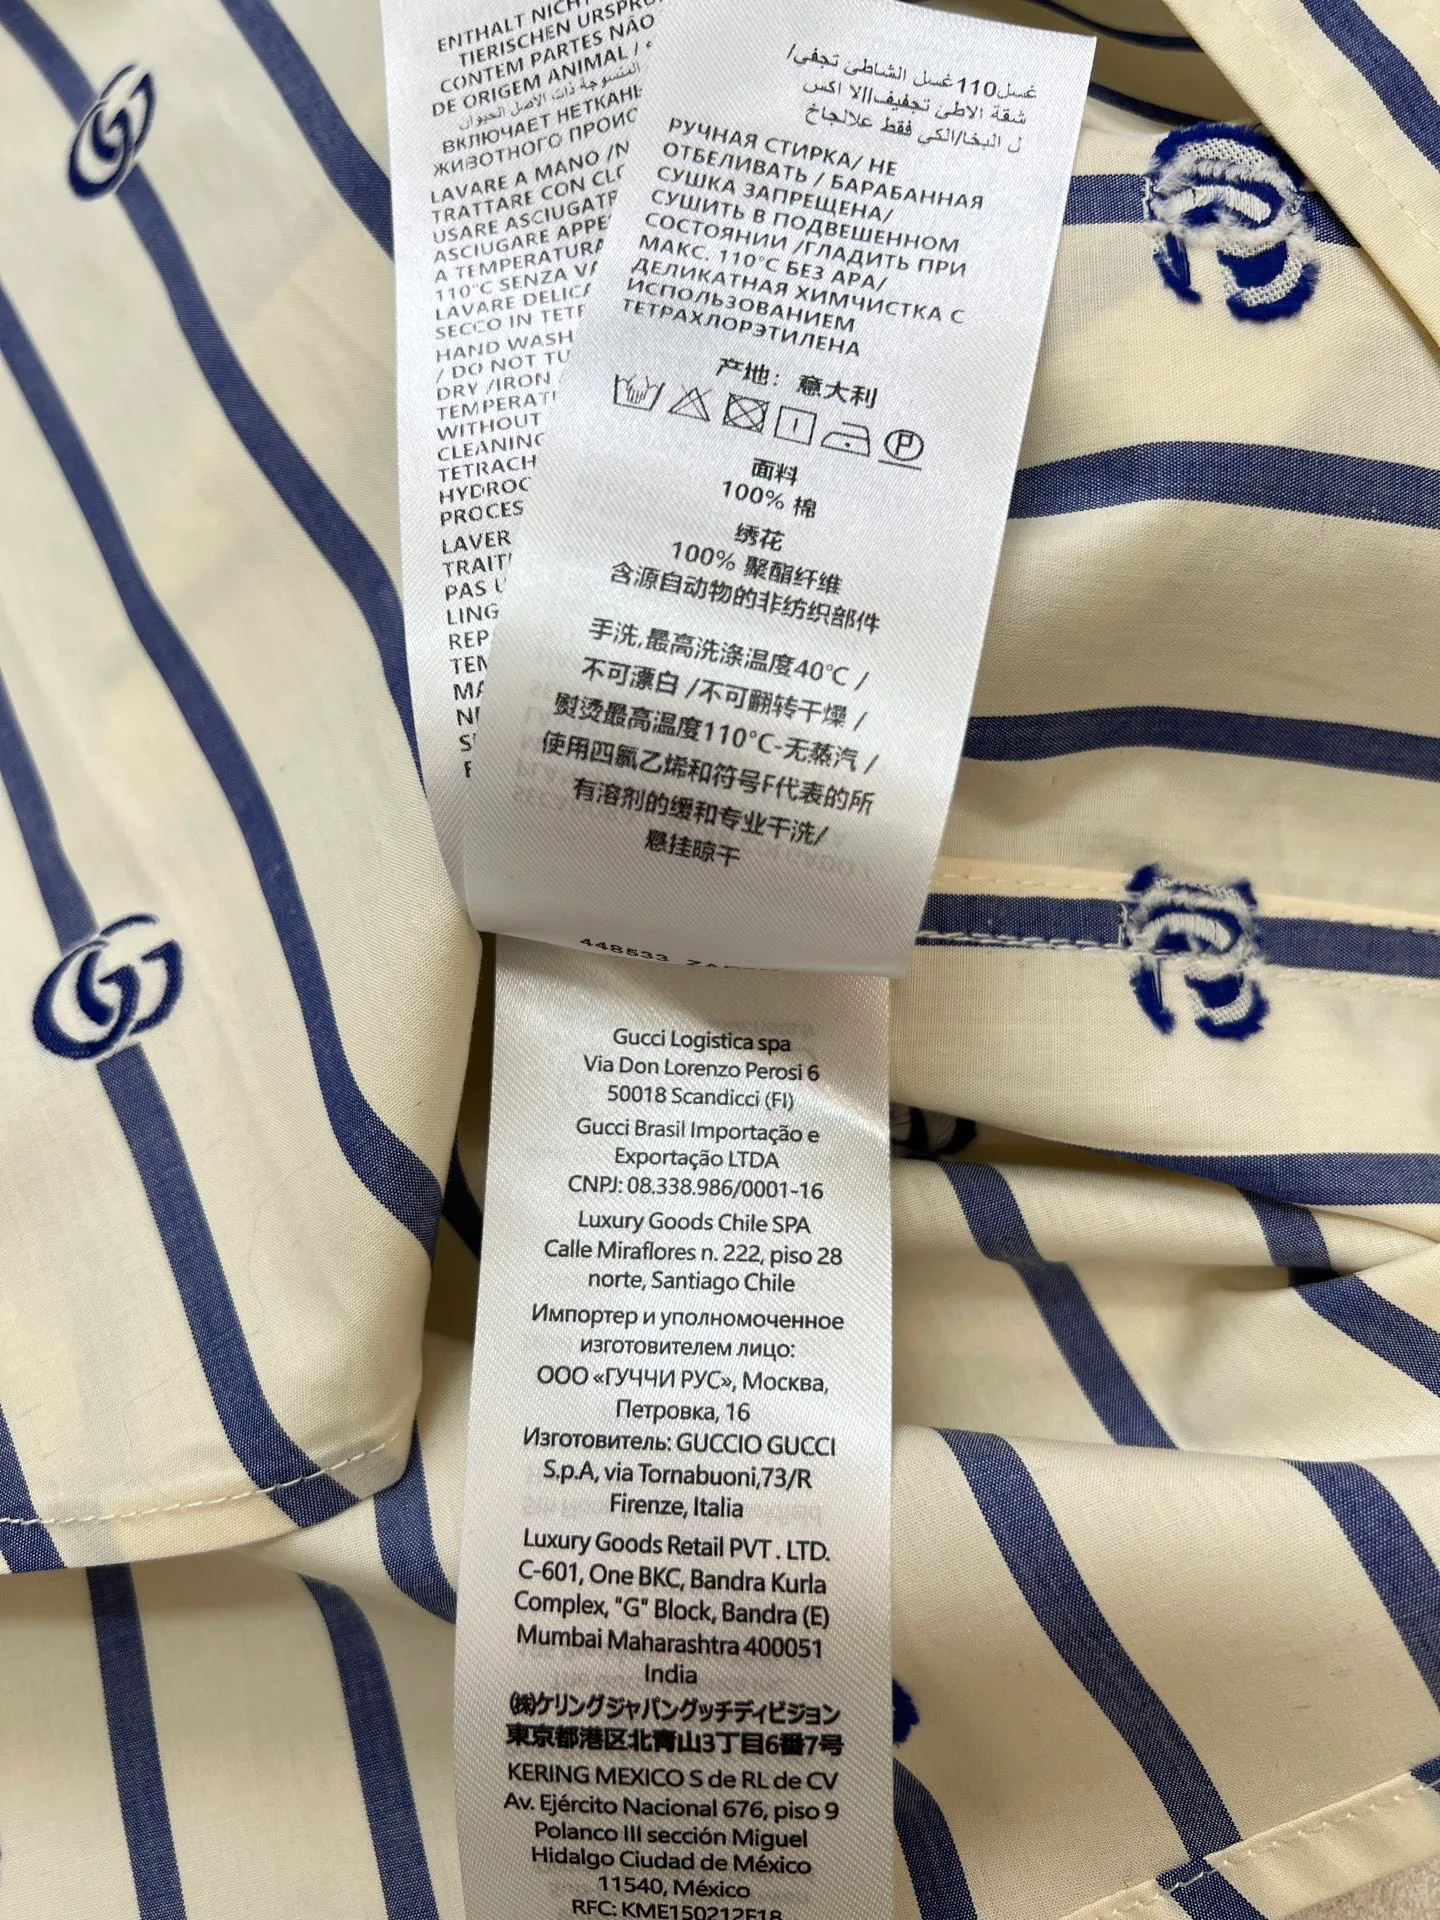 ENTHALT
TIERISCHEN URSPRU
CONTEM PARTES NÃO
DE ORIGEM ANIMAL /
ВКЛЮЧАЕТ НЕТКАНЬ
ЖИВОТНОГО ПРОИС
LAVARE A MANO /N
TRATTARE CON CLO
USARE ASCIUGATR
ASCIUGARE APPE
A TEMPERATURA
110°C SENZA VA
LAVARE DELICA
SECCO IN TETR
HAND WASH
/ DO NOT TU
DRY /IRON
TEMPERATU
WITHOUT
CLEANING
TETRACH
HYDROC
PROCES
LAVER
TRAIT
PAS U
LING
REP
TEM
MA
شقة
فقط
РУЧНАЯ СТИРКА/ НЕ
ОТБЕЛИВАТЬ / БАРАБАННАЯ
СУШКА ЗАПРЕЩЕНА/
СУШИТЬ В ПОДВЕШЕННОМ
СОСТОЯНИИ /ГЛАДИТЬ ПРИ
МАКС. 110°C БЕЗ АРА/
ДЕЛИКАТНАЯ ХИМЧИСТКА С
ИСПОЛЬЗОВАНИЕМ
ТЕТРАХЛОРЭТИЛЕНА
产地：意大利
P
面料
100% 棉
绣花
100% 聚酯纤维
含源自动物的非纺织部件
手洗,最高洗涤温度40°C /
不可漂白 /不可翻转干燥 /
熨烫最高温度110°C-无蒸汽 /
使用四氯乙烯和符号F代表的所
有溶剂的缓和专业干洗/
悬挂晾干
448533
Gucci Logistica spa
Via Don Lorenzo Perosi 6
50018 Scandicci (FI)
Gucci Brasil Importação e
Exportação LTDA
CNPJ: 08.338.986/0001-16
Luxury Goods Chile SPA
Calle Miraflores n. 222, piso 28
norte, Santiago Chile
Импортер и уполномоченное
изготовителем лицо:
ООО «ГУЧЧИ РУС», Москва,
Петровка, 16
Изготовитель: GUCCIO GUCCI
S.p.A, via Tornabuoni,73/R
Firenze, Italia
Luxury Goods Retail PVT . LTD.
C-601, One BKC, Bandra Kurla
Complex, "G" Block, Bandra (E)
Mumbai Maharashtra 400051
India
㈱ケリングジャパングッチディビジョン
東京都港区北青山3丁目6番7号
KERING MEXICO S de RL de CV
Av. Ejército Nacional 676, piso 9
Polanco III sección Miguel
Hidalgo Ciudad de México
11540, México
RFC: KME150212E18